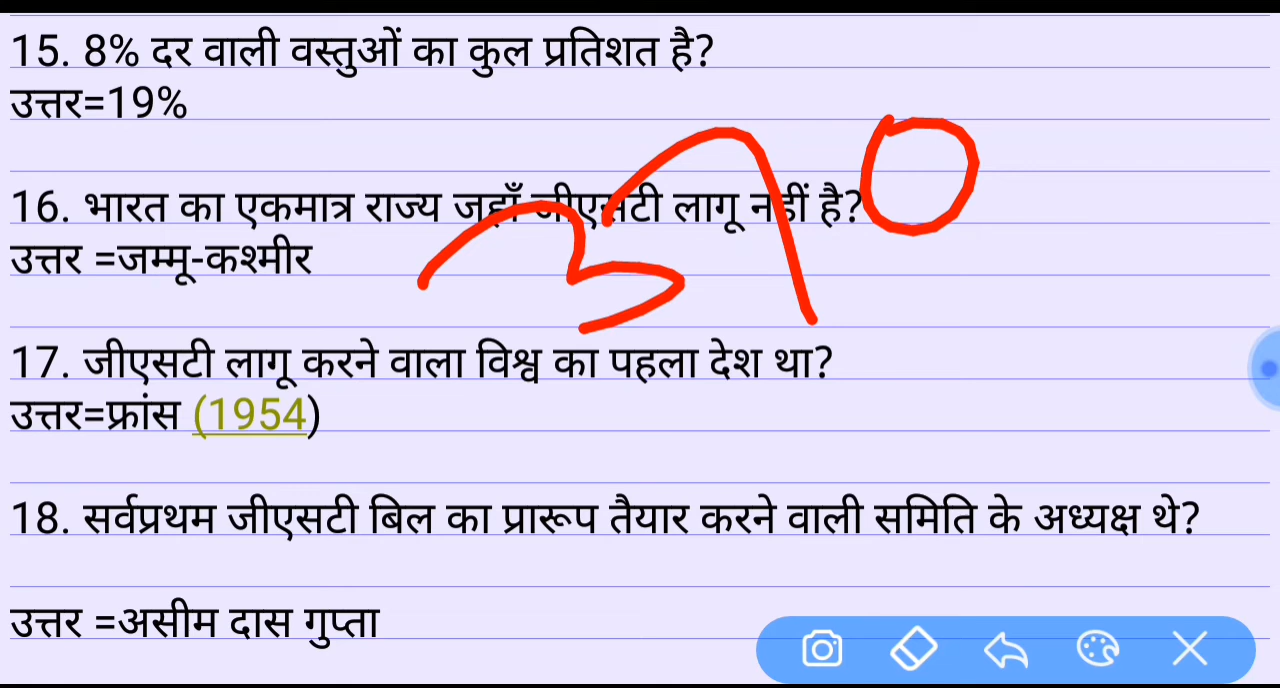 15. 8% दर वाली वस्तुओं का कुल प्रतिशत है?
उत्तर=19%
16. भारत का एकमात्र राज्य जहाँ जीएसटी लागू नहीं है?
उत्तर =जम्मू-कश्मीर
370
17. जीएसटी लागू करने वाला विश्व का पहला देश था?
उत्तर=फ्रांस (1954)
18. सर्वप्रथम जीएसटी बिल का प्रारूप तैयार करने वाली समिति के अध्यक्ष थे?
उत्तर =असीम दास गुप्ता